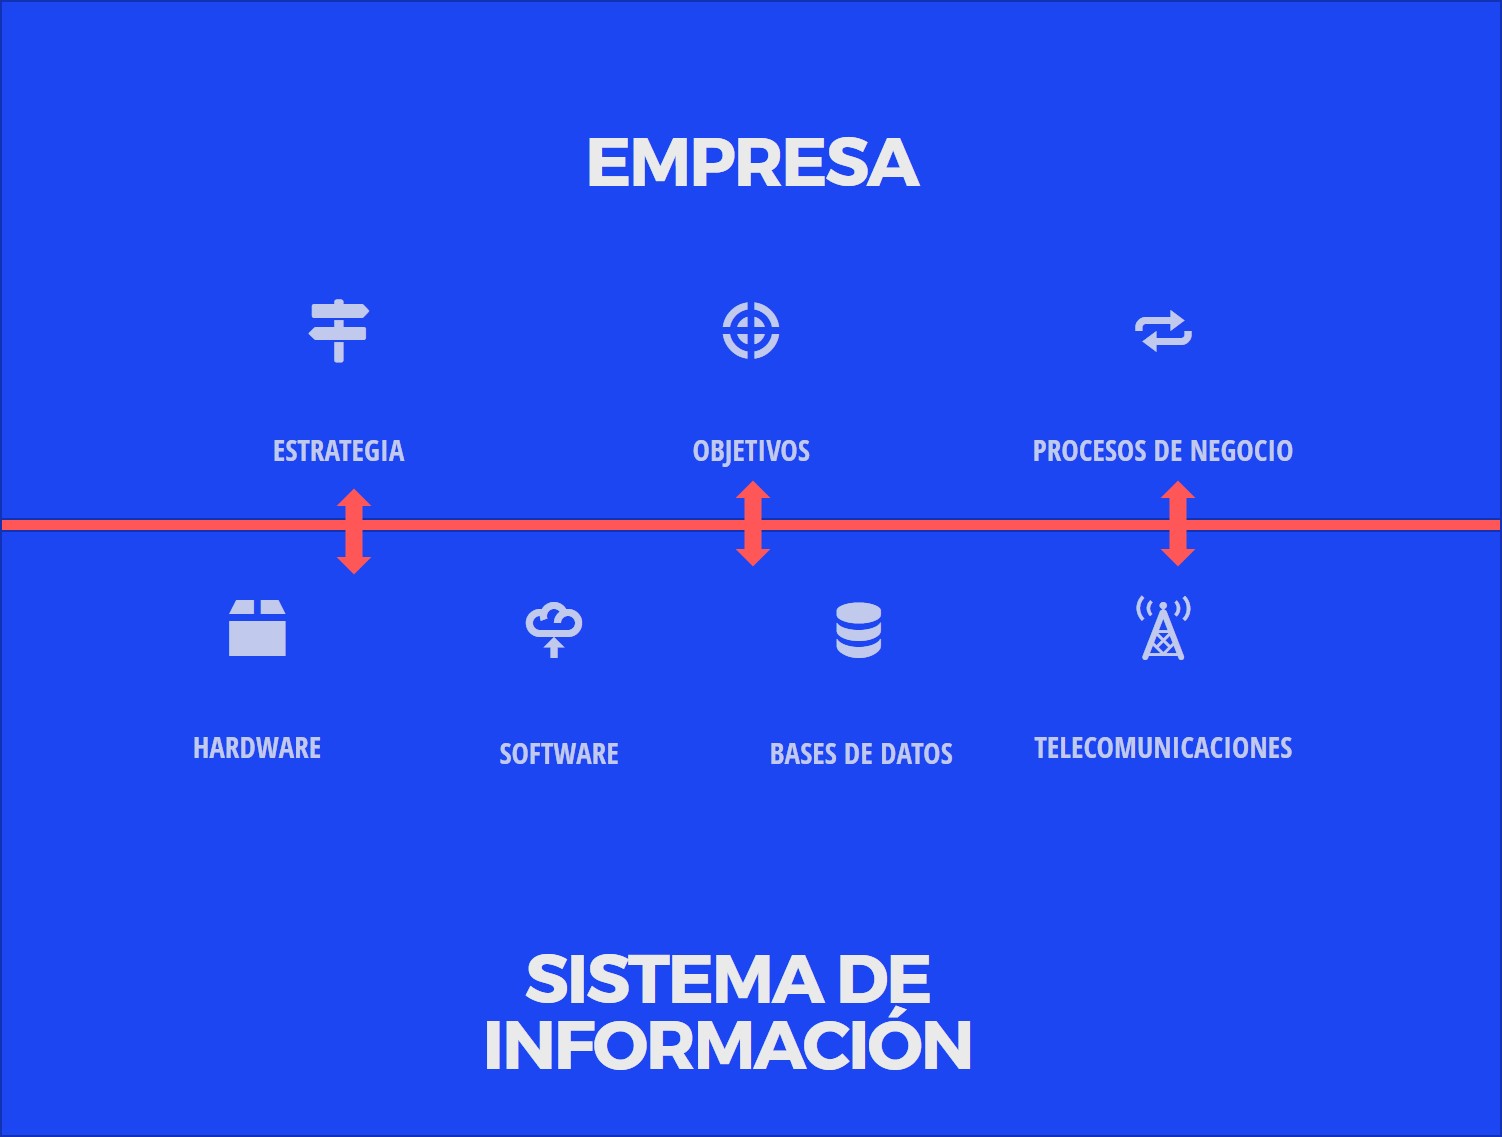 EMPRESA
ESTRATEGIA
OBJETIVOS
PROCESOS DE NEGOCIO
HARDWARE
SOFTWARE
BASES DE DATOS
TELECOMUNICACIONES
SISTEMA DE
INFORMACIÓN